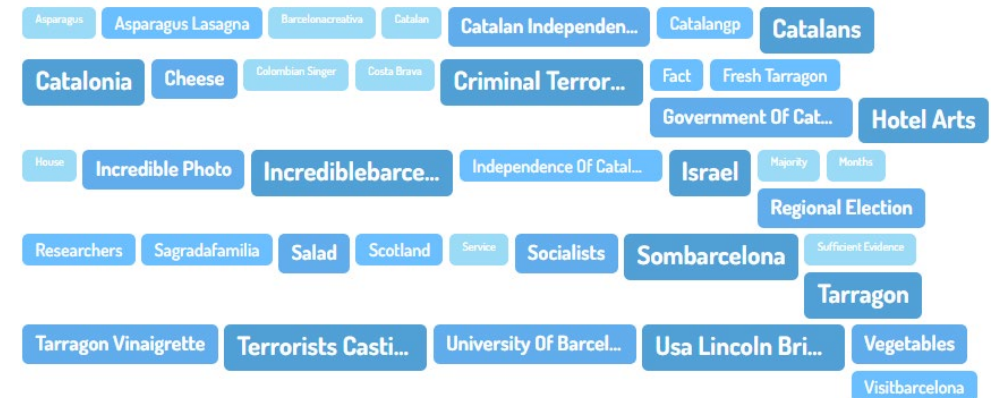 Asparagus Asparagus Lasagna Barcelonacreativa Catalan Catalan Independen... Catalangp Catalans
Catalonia Cheese Colombian Singer Costa Brava Criminal Terror... Fact Fresh Tarragon
Government Of Cat... Hotel Arts
House Incredible Photo Incrediblebarce... Independence Of Catal... Israel Majority Months
Regional Election
Researchers Sagradafamilia Salad Scotland Service Socialists Sombarcelona Sufficient Evidence
Tarragon
Tarragon Vinaigrette Terrorists Casti... University Of Barcel... Usa Lincoln Bri... Vegetables
Visitbarcelona